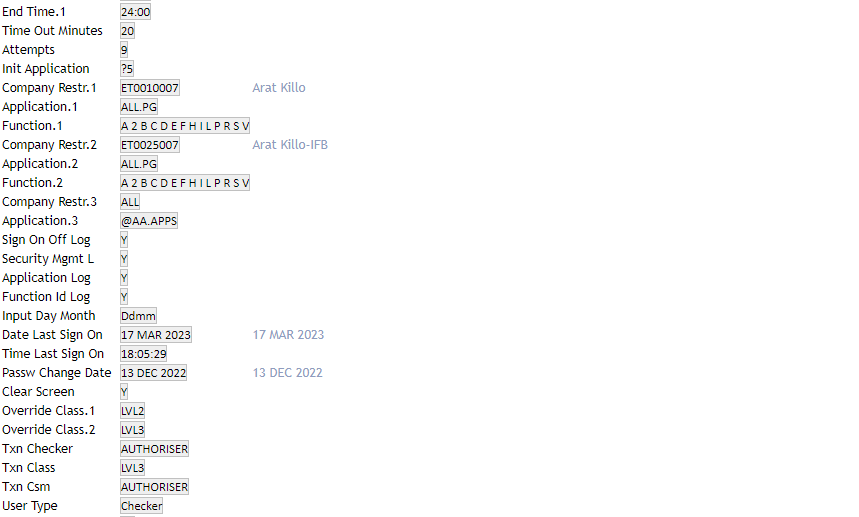 End Time.1 24:00
Time Out Minutes 20
Attempts 9
Init Application ?5
Company Restr.1 ET0010007 Arat Killo
Application.1 ALL.PG
Function.1 A 2 B C D E F H I L P R S V
Company Restr.2 ET0025007 Arat Killo-IFB
Application.2 ALL.PG
Function.2 A 2 B C D E F H I L P R S V
Company Restr.3 ALL
Application.3 @AA.APPS
Sign On Off Log Y
Security Mgmt L Y
Application Log Y
Function Id Log Y
Input Day Month Ddmm
Date Last Sign On 17 MAR 2023 17 MAR 2023
Time Last Sign On 18:05:29
Passw Change Date 13 DEC 2022 13 DEC 2022
Clear Screen Y
Override Class.1 LVL2
Override Class.2 LVL3
Txn Checker AUTHORISER
Txn Class LVL3
Txn Csm AUTHORISER
User Type Checker